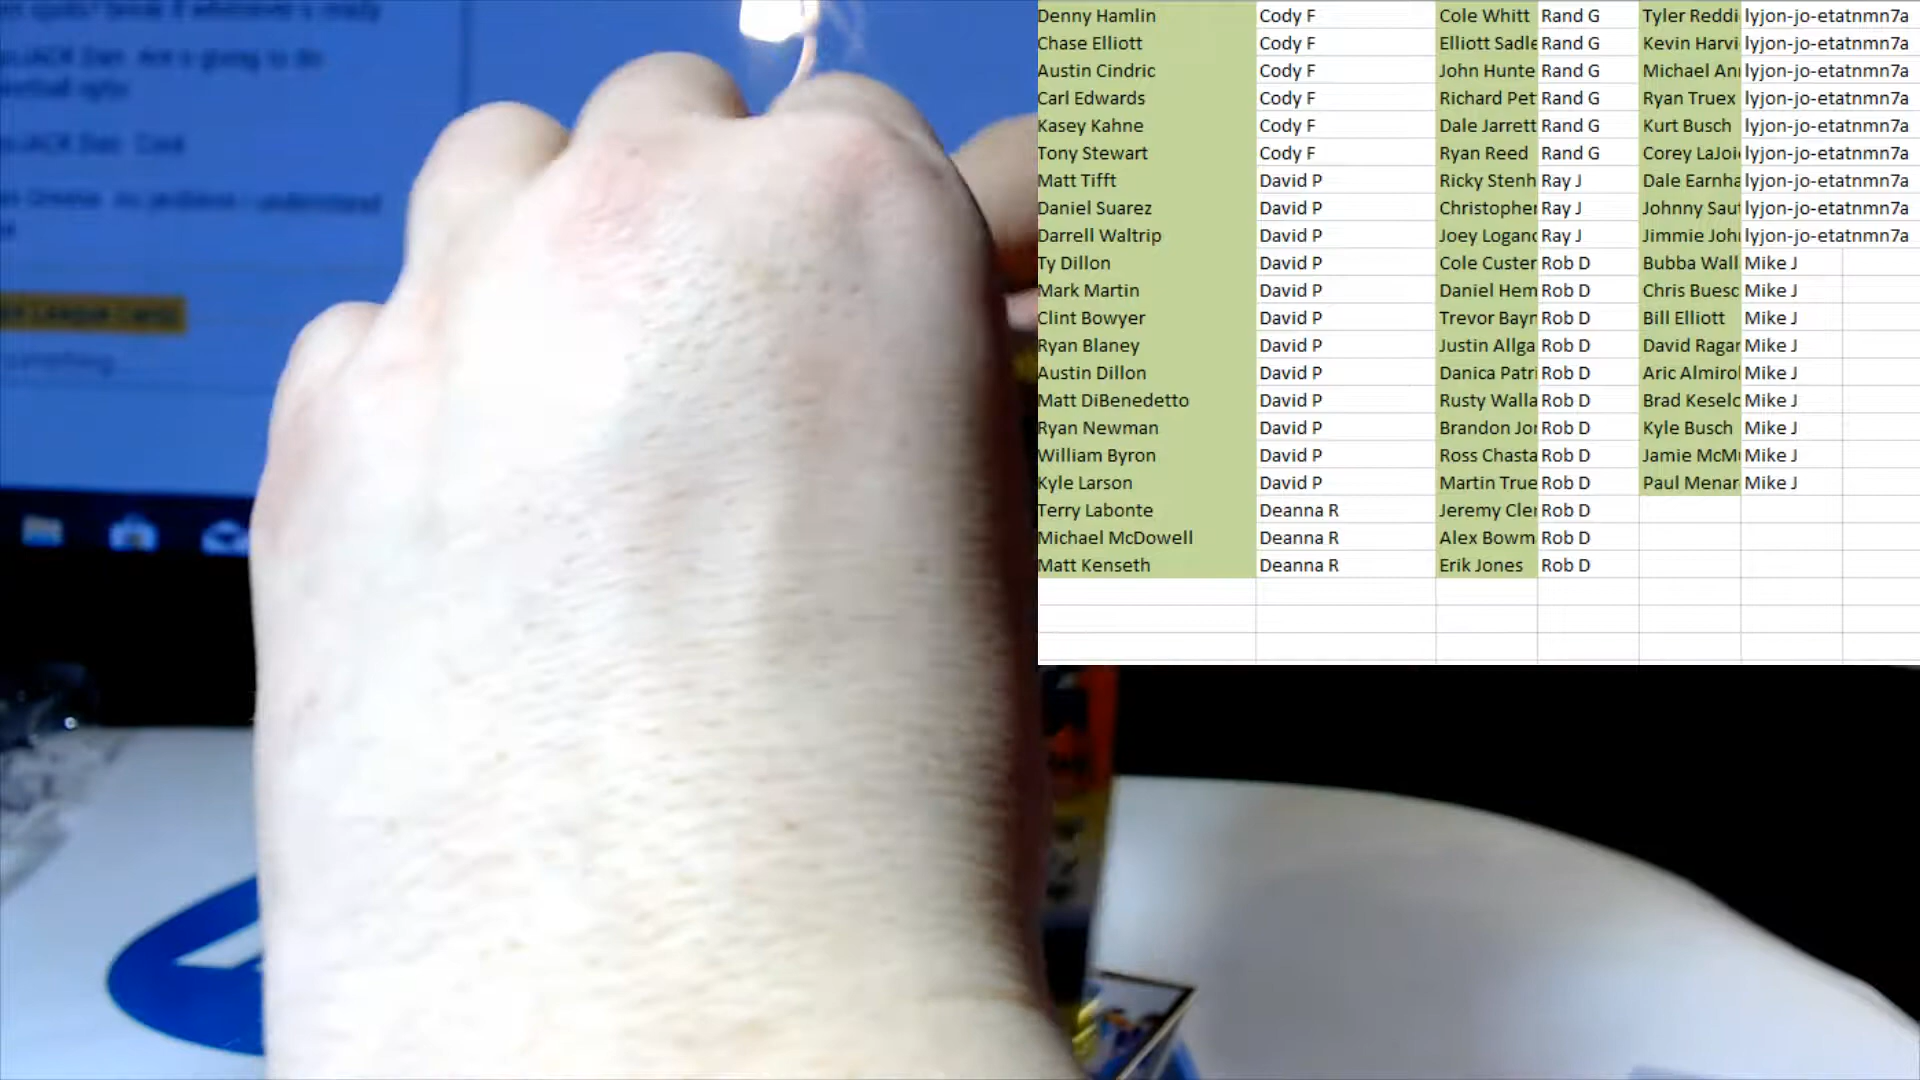 Denny Hamlin Cody F Cole Whitt Rand G Tyler Reddi lyjon-jo-etatnmn7a
Chase Elliott Cody F Elliott Sadle Rand G Kevin Harvi lyjon-jo-etatnmn7a
Austin Cindric Cody F John Hunte Rand G Michael An lyjon-jo-etatnmn7a
Carl Edwards Cody F Richard Pet Rand G Ryan Truex lyjon-jo-etatnmn7a
Kasey Kahne Cody F Dale Jarrett Rand G Kurt Busch lyjon-jo-etatnmn7a
Tony Stewart Cody F Ryan Reed Rand G Corey LaJoi lyjon-jo-etatnmn7a
Matt Tifft David P Ricky Stenh Ray J Dale Earnha lyjon-jo-etatnmn7a
Daniel Suarez David P Christopher Ray J Johnny Saut lyjon-jo-etatnmn7a
Darrell Waltrip David P Joey Logano Ray J Jimmie John lyjon-jo-etatnmn7a
Ty Dillon David P Cole Custer Rob D Bubba Wall Mike J
Mark Martin David P Daniel Hem Rob D Chris Buesc Mike J
Clint Bowyer David P Trevor Bayn Rob D Bill Elliott Mike J
Ryan Blaney David P Justin Allga Rob D David Ragan Mike J
Austin Dillon David P Danica Patri Rob D Aric Almirol Mike J
Matt DiBenedetto David P Rusty Walla Rob D Brad Keselo Mike J
Ryan Newman David P Brandon Jon Rob D Kyle Busch Mike J
William Byron David P Ross Chasta Rob D Jamie McMu Mike J
Kyle Larson David P Martin True Rob D Paul Menar Mike J
Terry Labonte Deanna R Jeremy Cle Rob D
Michael McDowell Deanna R Alex Bowm Rob D
Matt Kenseth Deanna R Erik Jones Rob D